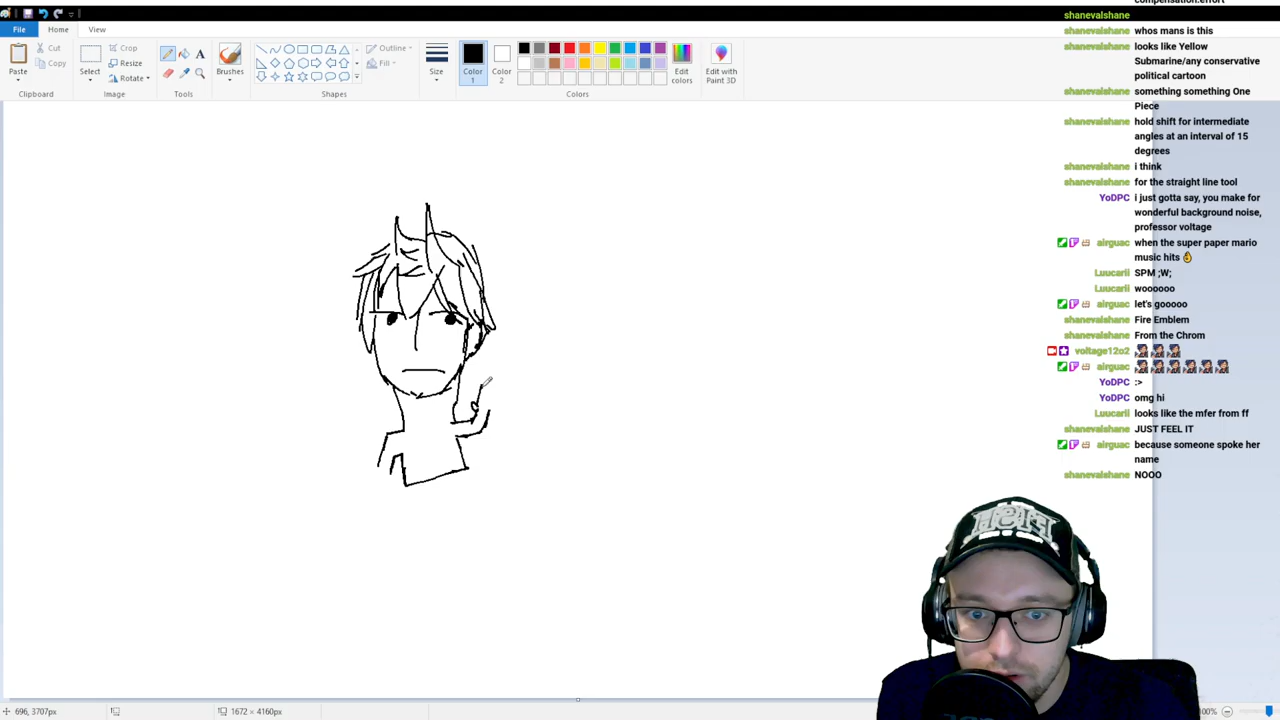 compensation.effort
shanevalshane
shanevalshane whos mans is this
shanevalshane looks like Yellow
Submarine/any conservative
political cartoon
shanevalshane something something One
Piece
shanevalshane hold shift for intermediate
angles at an interval of 15
degrees
shanevalshane i think
shanevalshane for the straight line tool
YoDPC i just gotta say, you make for
wonderful background noise,
professor voltage
airguac when the super paper mario
music hits 👌
Luucarii SPM ;W;
Luucarii woooooo
airguac let's gooooo
shanevalshane Fire Emblem
shanevalshane From the Chrom
voltage12o2
airguac
YoDPC :>
YoDPC omg hi
Luucarii looks like the mfer from ff
shanevalshane JUST FEEL IT
airguac because someone spoke her
name
shanevalshane NOOO
File Home View
Paste
Cut
Copy
Clipboard
Select
Crop
Resize
Rotate
Image
A
Tools
Brushes
Outline
Fill
Shapes
Size
Color
1
Color
2
Edit
colors
Edit with
Paint 3D
Colors
696, 3707px
1672 × 4160px
00%